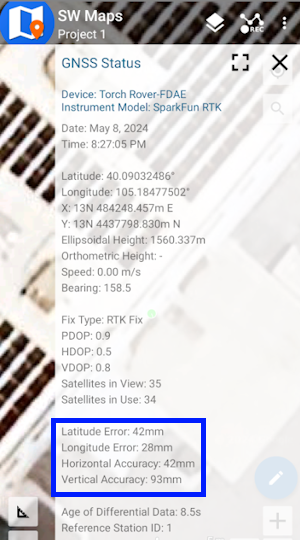 SW Maps
Project 1
REC
GNSS Status
Device: Torch Rover-FDAE
Instrument Model: SparkFun RTK
Date: May 8, 2024
Time: 8:27:05 PM
Latitude: 40.09032486°
Longitude: 105.18477502°
X: 13N 484248.457m E
Y: 13N 4437798.830m N
Ellipsoidal Height: 1560.337m
Orthometric Height: -
Speed: 0.00 m/s
Bearing: 158.5
Fix Type: RTK Fix
PDOP: 0.9
HDOP: 0.5
VDOP: 0.8
Satellites in View: 35
Satellites in Use: 34
Latitude Error: 42mm
Longitude Error: 28mm
Horizontal Accuracy: 42mm
Vertical Accuracy: 93mm
Age of Differential Data: 8.5s
Reference Station ID: 1